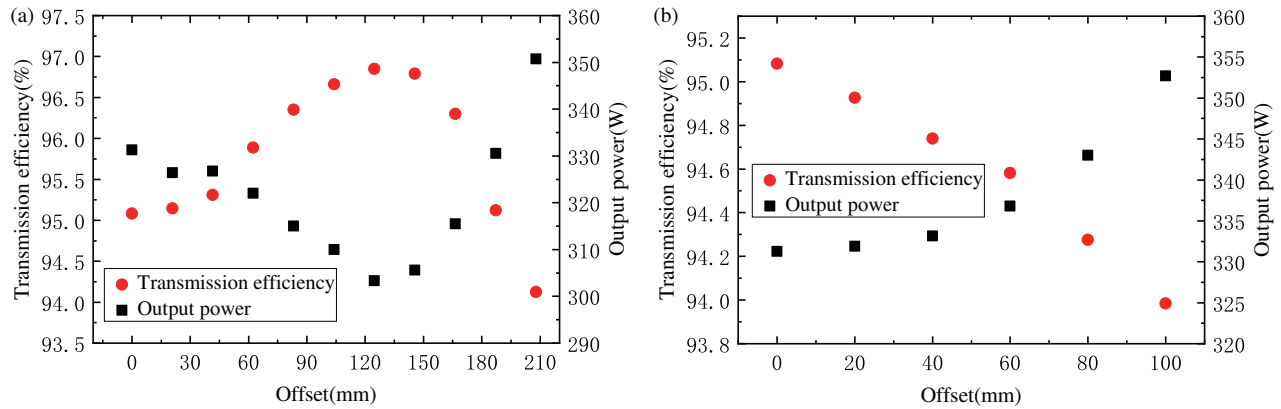 (a)
97.5
97.0
96.5
96.0
95.5
95.0
94.5
94.0
93.5
Transmission efficiency(%)
360
350
340
330
320
310
300
290
Output power(W)
Transmission efficiency
Output power
0 30 60 90 120 150 180 210
Offset(mm)
(b)
95.2
95.0
94.8
94.6
94.4
94.2
94.0
93.8
Transmission efficiency(%)
360
355
350
345
340
335
330
325
320
Output power(W)
Transmission efficiency
Output power
0 20 40 60 80 100
Offset(mm)